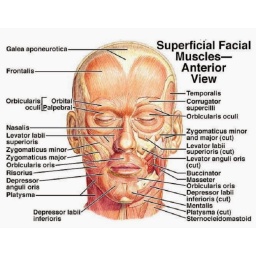 Superficial Facial
Muscles—
Anterior
View
Galea aponeurotica
Frontalis
Orbicularis
oculi
Orbital
Palpebral
Nasalis
Levator labii
superioris
Zygomaticus minor
Zygomaticus major
Orbicularis oris
Risorius
Depressor
anguli oris
Platysma
Depressor labii
inferioris
Temporalis
Corrugator
supercilli
Orbicularis oculi
Zygomaticus minor
and major (cut)
Levator labii
superioris (cut)
Levator anguli oris
(cut)
Buccinator
Masseter
Orbicularis oris
Depressor labii
inferioris (cut)
Mentalis
Platysma (cut)
Sternocleidomastoid